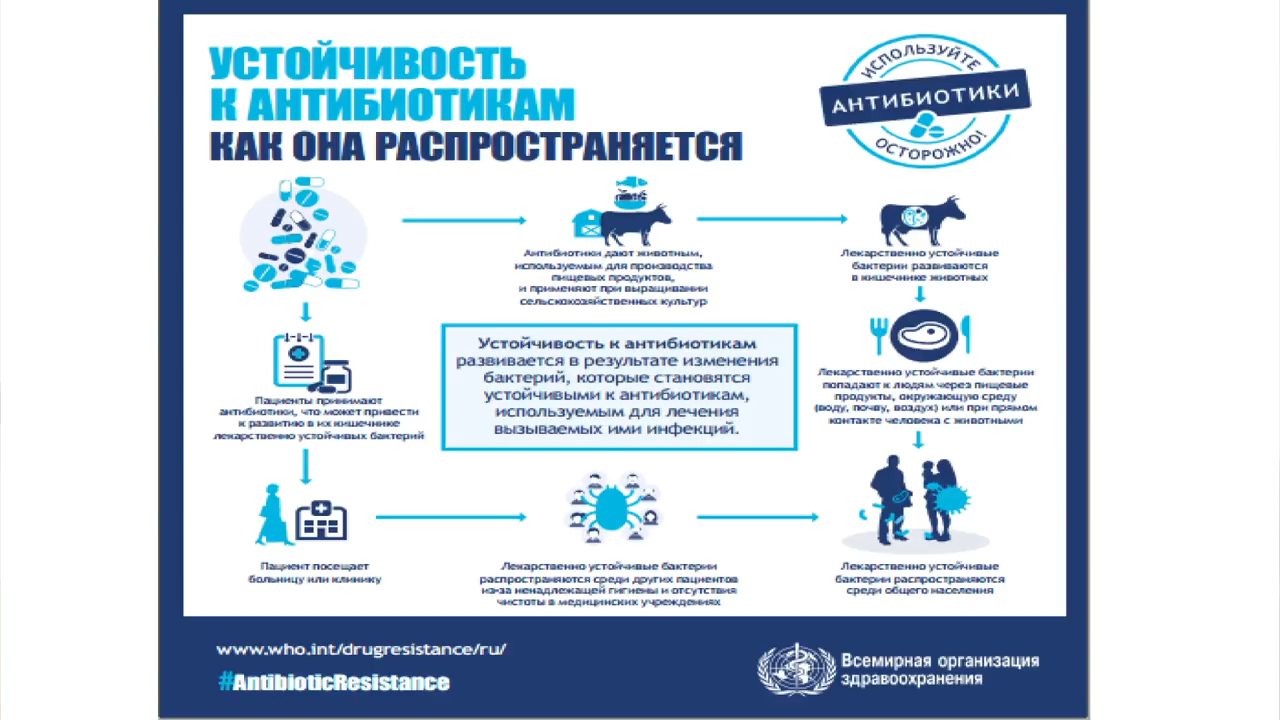 УСТОЙЧИВОСТЬ
К АНТИБИОТИКАМ
КАК ОНА РАСПРОСТРАНЯЕТСЯ
ИСПОЛЬЗУЙТЕ
АНТИБИОТИКИ
ОСТОРОЖНО!
Антибиотики дают животным,
используемым для производства
пищевых продуктов,
и применяют при выращивании
сельскохозяйственных культур
Лекарственно устойчивые
бактерии развиваются
в кишечнике животных
Пациенты принимают
антибиотики, что может привести
к развитию в их кишечнике
лекарственно устойчивых бактерий
Устойчивость к антибиотикам
развивается в результате изменения
бактерий, которые становятся
устойчивыми к антибиотикам,
используемым для лечения
вызываемых ими инфекций.
Лекарственно устойчивые бактерии
попадают к людям через пищевые
продукты, окружающую среду
(воду, почву, воздух) или при прямом
контакте человека с животными
Пациент посещает
больницу или клинику
Лекарственно устойчивые бактерии
распространяются среди других пациентов
из-за ненадлежащей гигиены и отсутствия
чистоты в медицинских учреждениях
Лекарственно устойчивые
бактерии распространяются
среди общего населения
www.who.int/drugresistance/ru/
#AntibioticResistance
Всемирная организация
здравоохранения